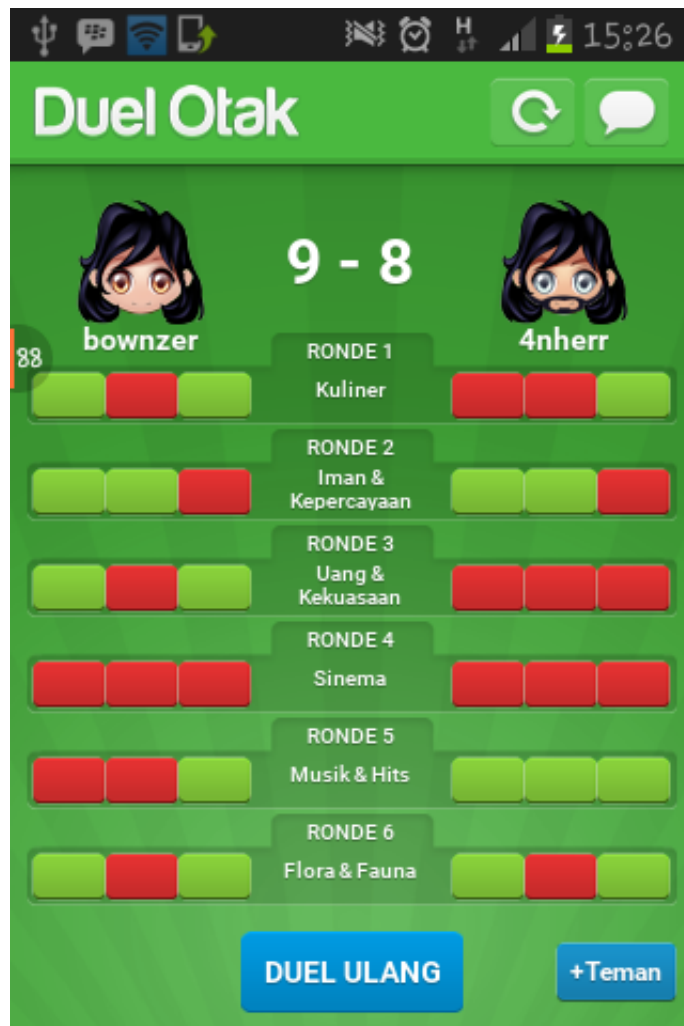 H
15:26
Duel Otak
9 - 8
bownzer
4nherr
88
RONDE 1
Kuliner
RONDE 2
Iman &
Kepercayaan
RONDE 3
Uang &
Kekuasaan
RONDE 4
Sinema
RONDE 5
Musik & Hits
RONDE 6
Flora & Fauna
DUEL ULANG
+Teman